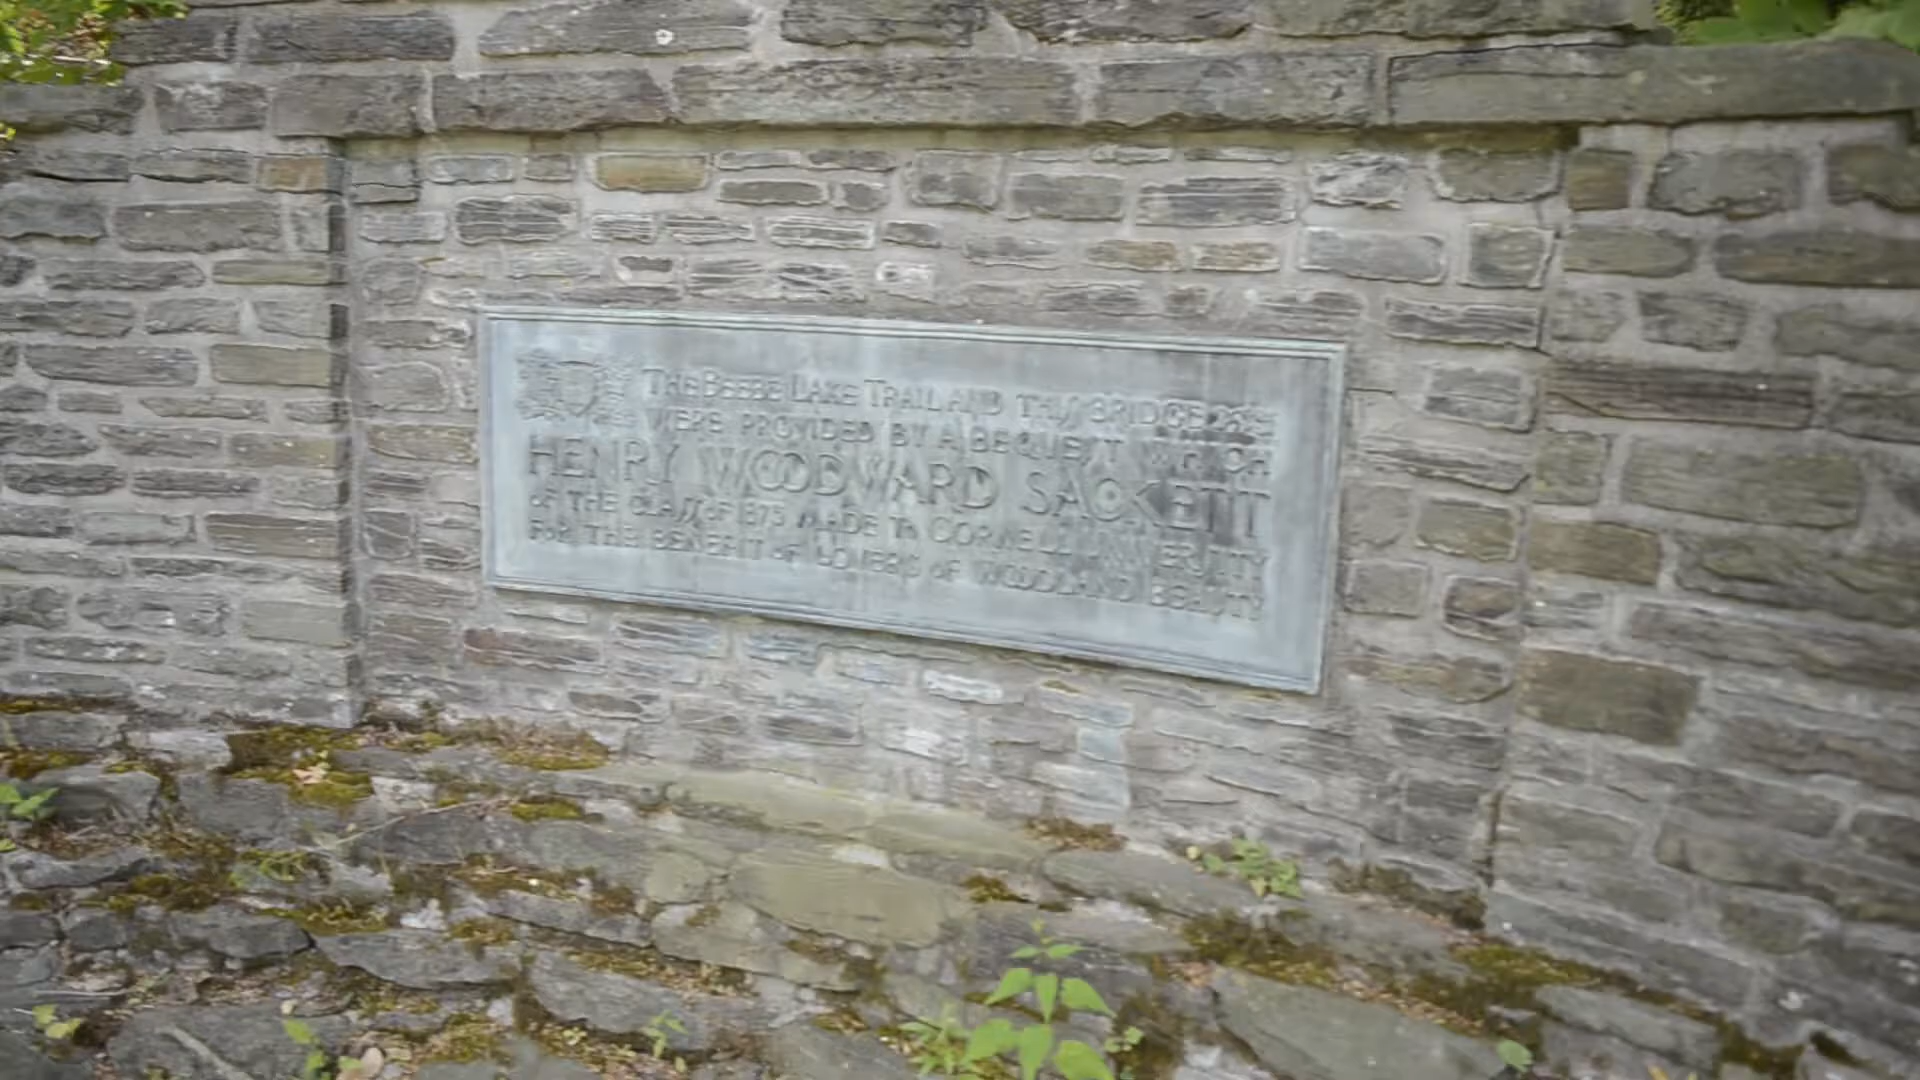 THE BEEBE LAKE TRAIL AND THIS BRIDGE
WERE PROVIDED BY A BEQUEST WHICH
HENRY WOODWARD SACKETT
OF THE CLASS OF 1875 MADE TO CORNELL UNIVERSITY
FOR THE BENEFIT OF LOVERS OF WOODLAND BEAUTY